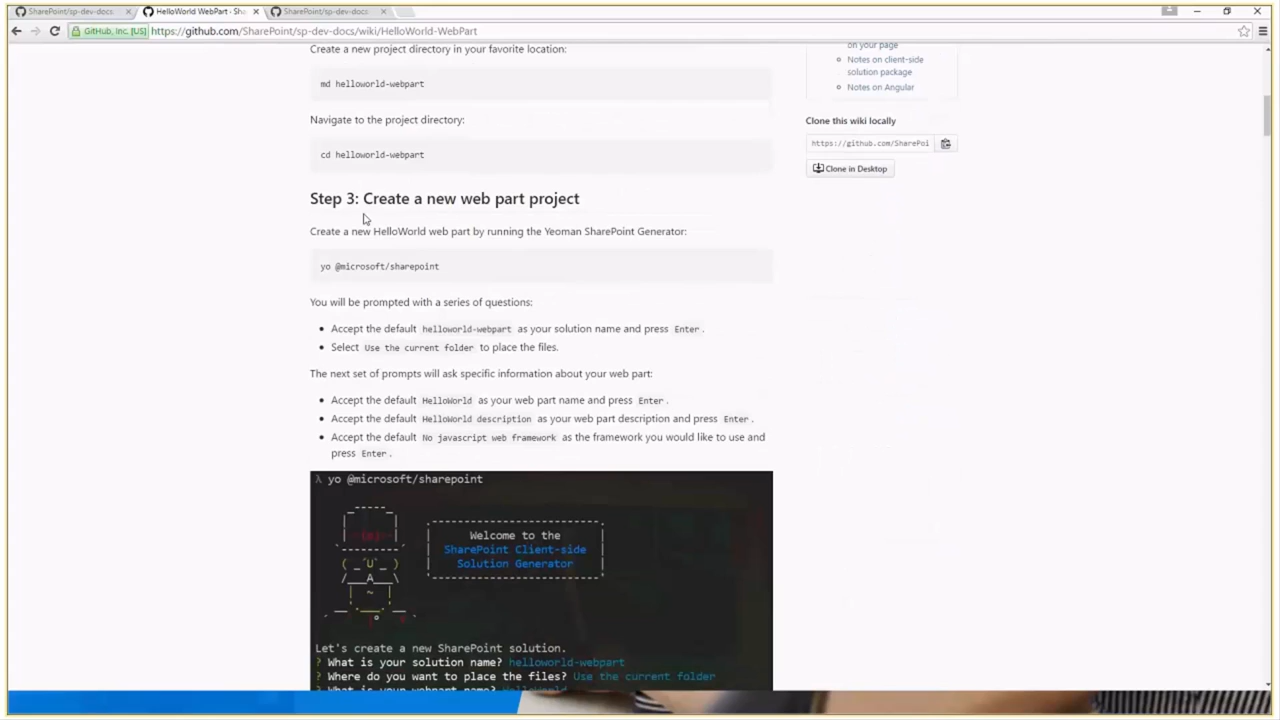 SharePoint/sp-dev-docs:
HelloWorld WebPart · Sha
SharePoint/sp-dev-docs
GitHub, Inc. [US]
https://github.com/SharePoint/sp-dev-docs/wiki/HelloWorld-WebPart
Create a new project directory in your favorite location:
md helloworld-webpart
Navigate to the project directory:
cd helloworld-webpart
Step 3: Create a new web part project
Create a new HelloWorld web part by running the Yeoman SharePoint Generator:
yo @microsoft/sharepoint
You will be prompted with a series of questions:
• Accept the default helloworld-webpart as your solution name and press Enter.
• Select Use the current folder to place the files.
The next set of prompts will ask specific information about your web part:
• Accept the default HelloWorld as your web part name and press Enter.
• Accept the default HelloWorld description as your web part description and press Enter.
• Accept the default No javascript web framework as the framework you would like to use and
press Enter.
λ yo @microsoft/sharepoint
Welcome to the
SharePoint Client-side
Solution Generator
Let's create a new SharePoint solution.
? What is your solution name? helloworld-webpart
? Where do you want to place the files? Use the current folder
? What is your webpart name? HelloWorld
on your page
Notes on client-side
solution package
Notes on Angular
Clone this wiki locally
https://github.com/SharePoi
Clone in Desktop